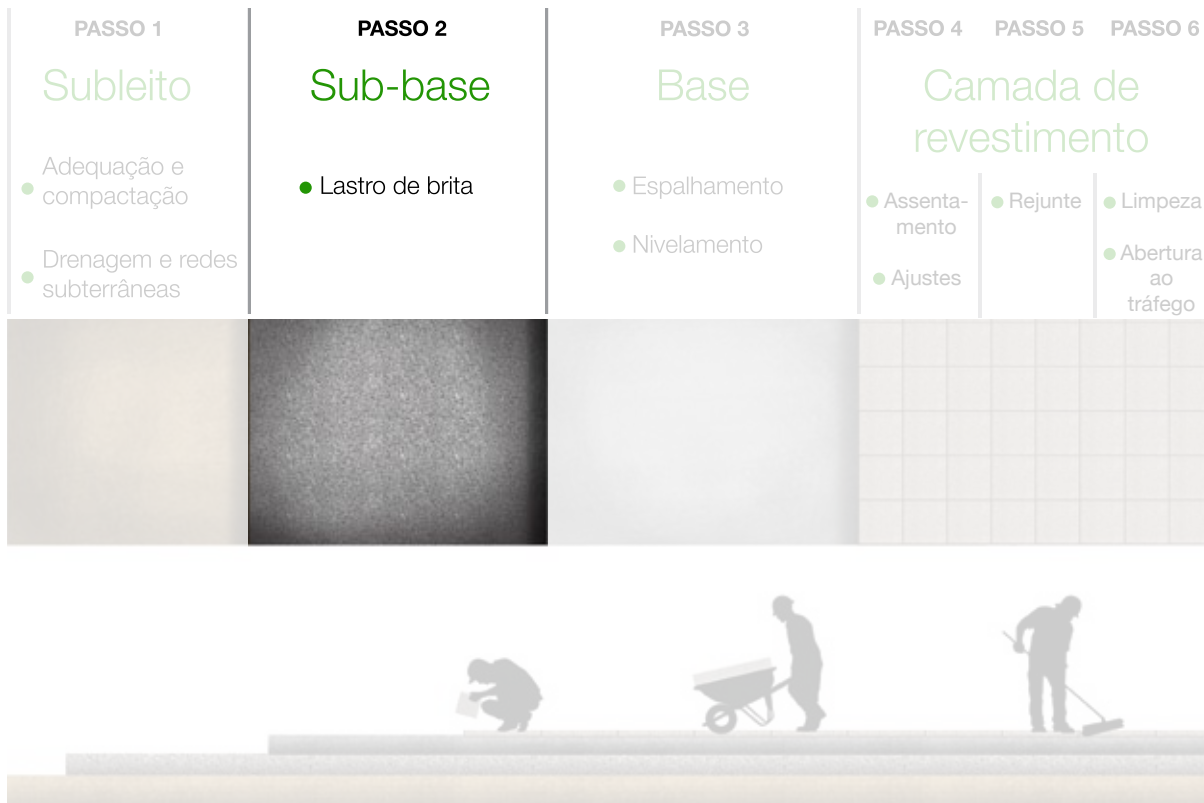 PASSO 1
Subleito
Adequação e
compactação
Drenagem e redes
subterrâneas
PASSO 2
Sub-base
Lastro de brita
PASSO 3
Base
Espalhamento
Nivelamento
PASSO 4
PASSO 5
PASSO 6
Camada de
revestimento
Assenta-
mento
Ajustes
Rejunte
Limpeza
Abertura
ao
tráfego